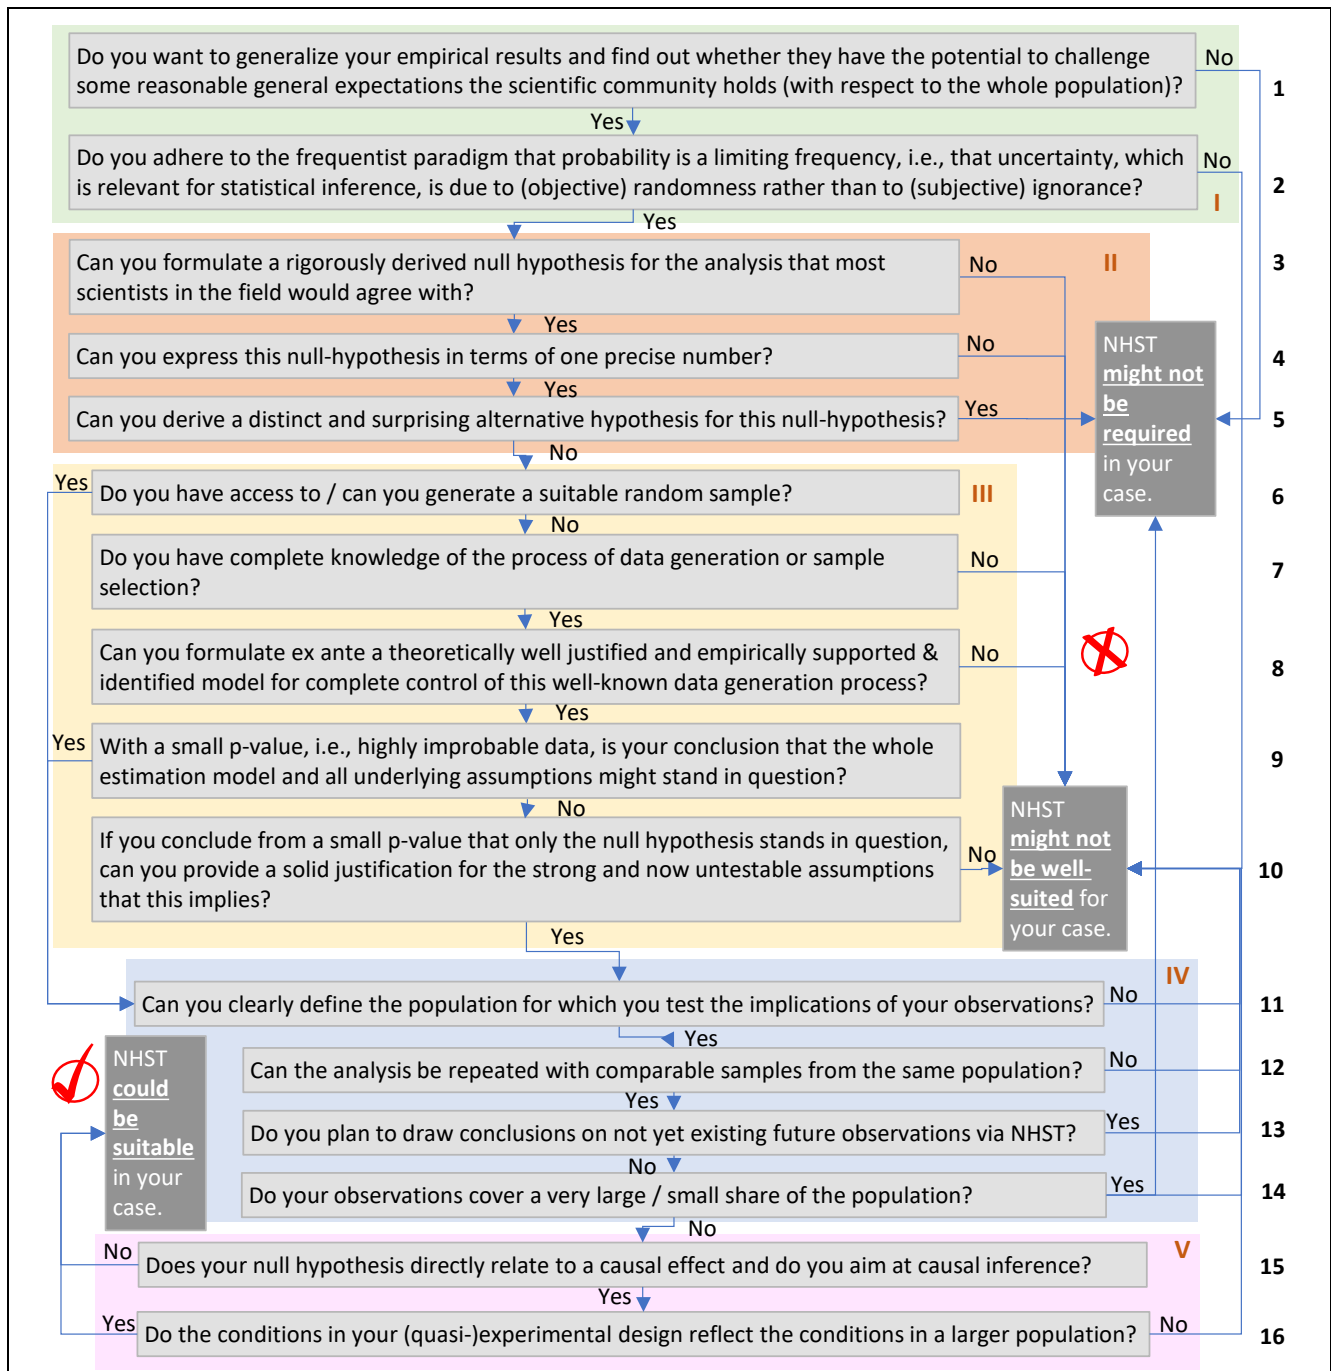 Do you want to generalize your empirical results and find out whether they have the potential to challenge
some reasonable general expectations the scientific community holds (with respect to the whole population)?
No
1
Yes
Do you adhere to the frequentist paradigm that probability is a limiting frequency, i.e., that uncertainty, which
is relevant for statistical inference, is due to (objective) randomness rather than to (subjective) ignorance?
No
2
I
Yes
Can you formulate a rigorously derived null hypothesis for the analysis that most
scientists in the field would agree with?
No
II
3
Yes
Can you express this null-hypothesis in terms of one precise number?
No
4
Yes
Can you derive a distinct and surprising alternative hypothesis for this null-hypothesis?
Yes
5
No
NHST
might not
be
required
in your
case.
Yes
Do you have access to / can you generate a suitable random sample?
III
6
No
Do you have complete knowledge of the process of data generation or sample
selection?
No
7
Yes
Can you formulate ex ante a theoretically well justified and empirically supported &
identified model for complete control of this well-known data generation process?
No
8
Yes
Yes
With a small p-value, i.e., highly improbable data, is your conclusion that the whole
estimation model and all underlying assumptions might stand in question?
9
No
If you conclude from a small p-value that only the null hypothesis stands in question,
can you provide a solid justification for the strong and now untestable assumptions
that this implies?
No
10
NHST
might not
be well-
suited for
your case.
Yes
IV
Can you clearly define the population for which you test the implications of your observations?
No
11
Yes
Can the analysis be repeated with comparable samples from the same population?
No
12
Yes
Do you plan to draw conclusions on not yet existing future observations via NHST?
Yes
13
No
Do your observations cover a very large / small share of the population?
Yes
14
No
NHST
could
be
suitable
in your
case.
No
V
Does your null hypothesis directly relate to a causal effect and do you aim at causal inference?
15
Yes
Yes
Do the conditions in your (quasi-)experimental design reflect the conditions in a larger population?
No
16